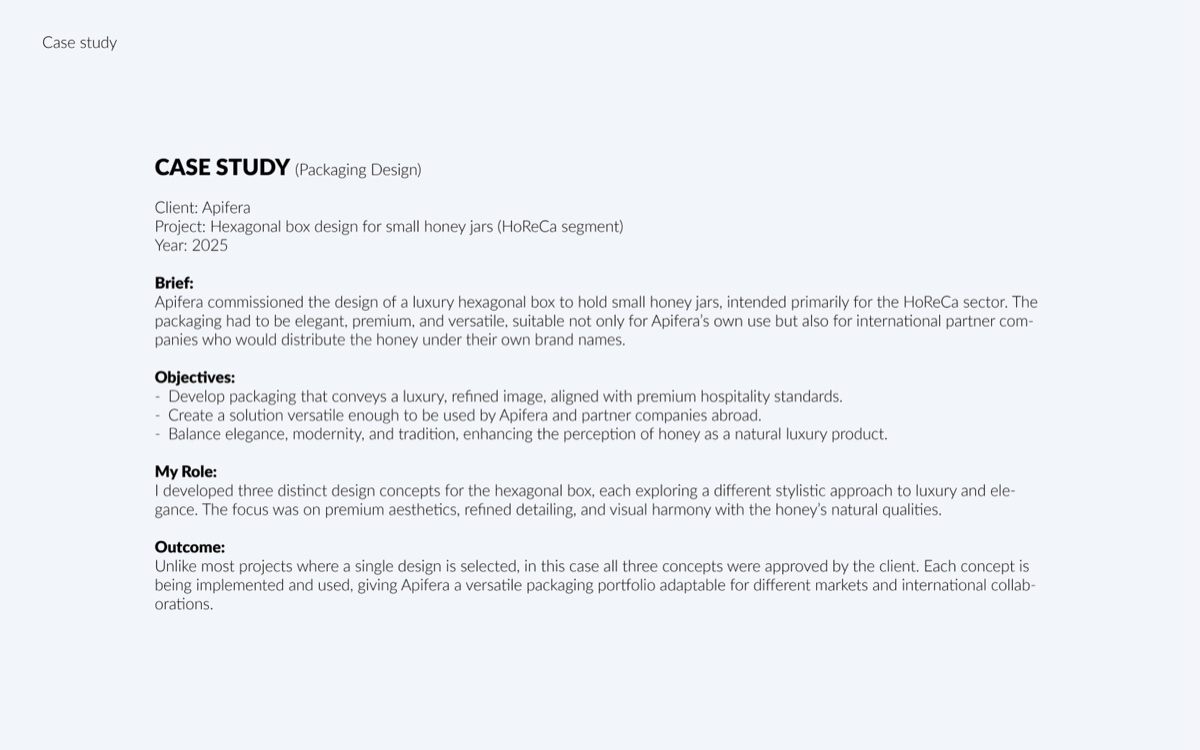 Case study
CASE STUDY (Packaging Design)
Client: Apifera
Project: Hexagonal box design for small honey jars (HoReCa segment)
Year: 2025
Brief:
Apifera commissioned the design of a luxury hexagonal box to hold small honey jars, intended primarily for the HoReCa sector. The
packaging had to be elegant, premium, and versatile, suitable not only for Apifera's own use but also for international partner com-
panies who would distribute the honey under their own brand names.
Objectives:
- Develop packaging that conveys a luxury, refined image, aligned with premium hospitality standards.
- Create a solution versatile enough to be used by Apifera and partner companies abroad.
- Balance elegance, modernity, and tradition, enhancing the perception of honey as a natural luxury product.
My Role:
I developed three distinct design concepts for the hexagonal box, each exploring a different stylistic approach to luxury and ele-
gance. The focus was on premium aesthetics, refined detailing, and visual harmony with the honey's natural qualities.
Outcome:
Unlike most projects where a single design is selected, in this case all three concepts were approved by the client. Each concept is
being implemented and used, giving Apifera a versatile packaging portfolio adaptable for different markets and international collab-
orations.